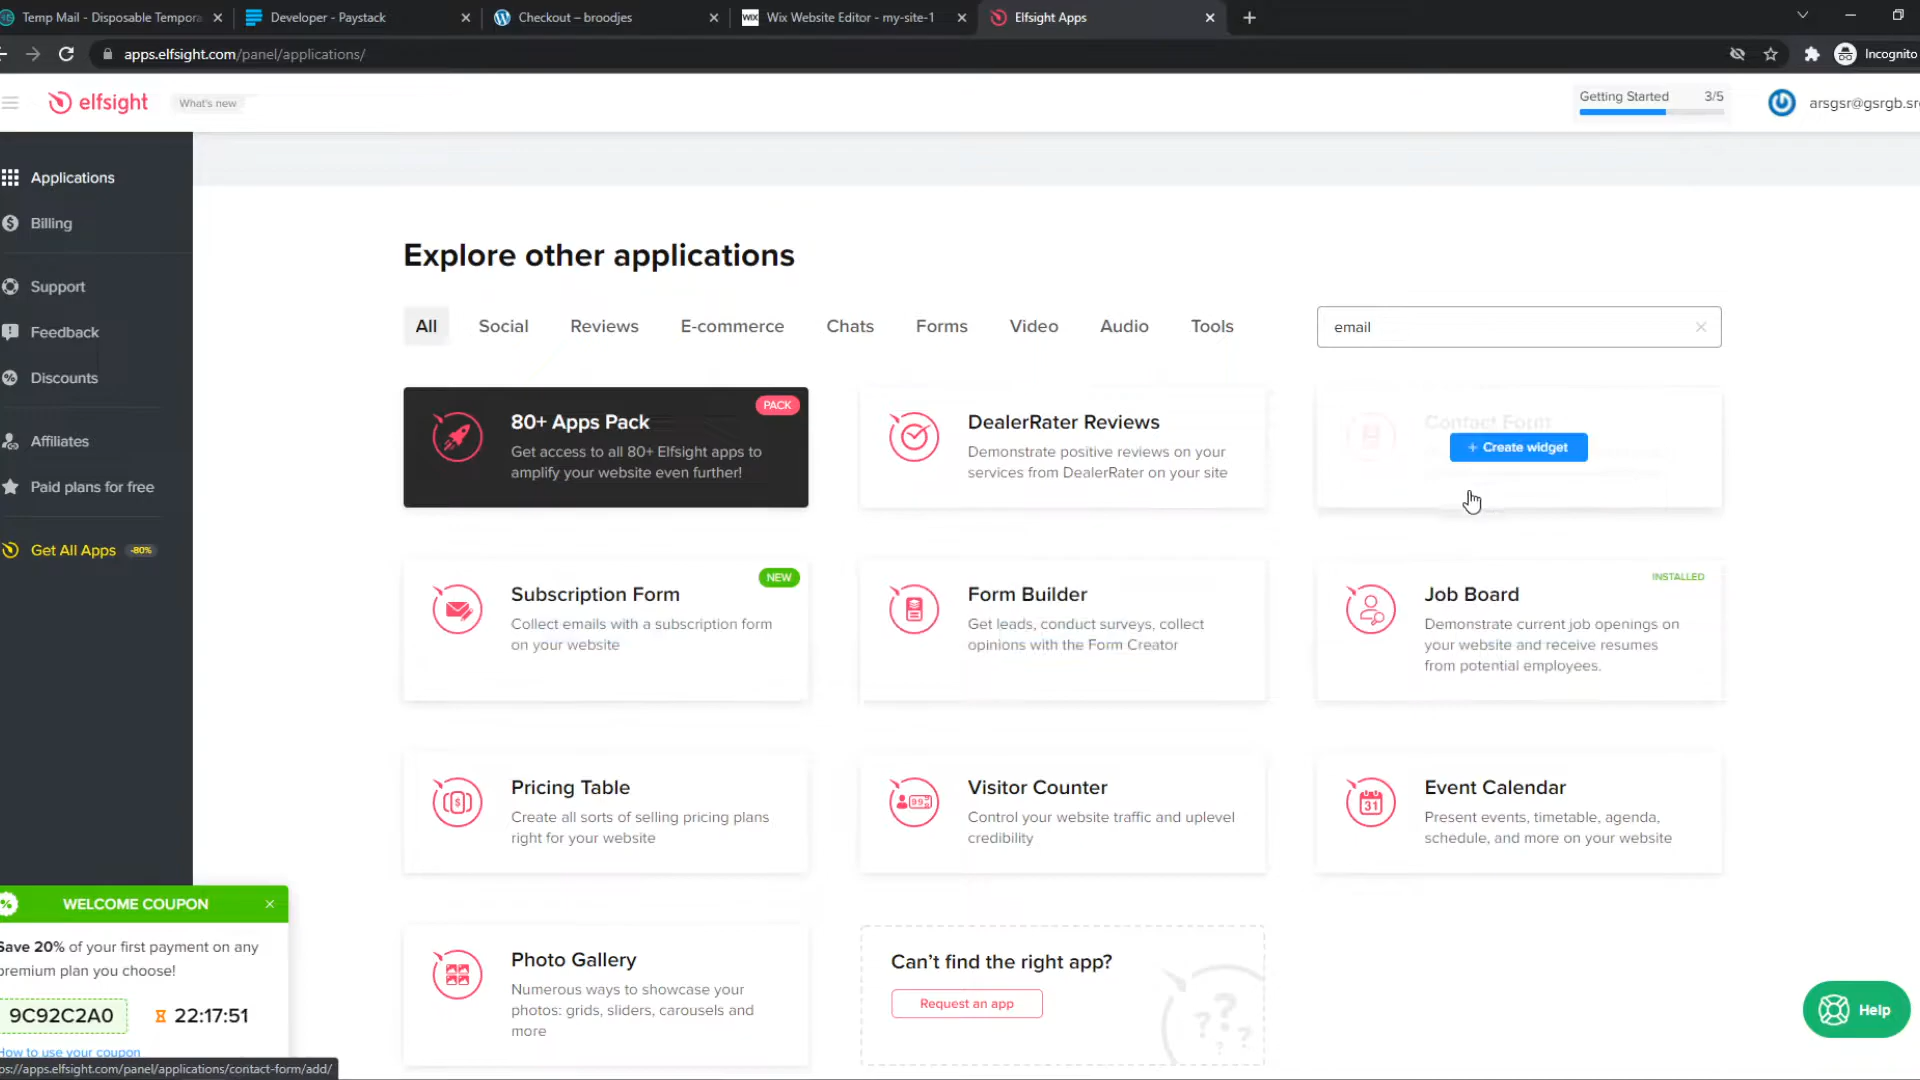 Temp Mail - Disposable Tempora
Developer - Paystack
Checkout – broodjes
WIX Wix Website Editor - my-site-1
Elfsight Apps
apps.elfsight.com/panel/applications/
Incognito
elfsight
What's new
Getting Started 3/5
arsgsr@gsrgb.sr
Applications
Billing
Support
Feedback
Discounts
Affiliates
Paid plans for free
Get All Apps -80%
Explore other applications
All Social Reviews E-commerce Chats Forms Video Audio Tools
email
80+ Apps Pack PACK
Get access to all 80+ Elfsight apps to
amplify your website even further!
DealerRater Reviews
Demonstrate positive reviews on your
services from DealerRater on your site
Contact Form
+ Create widget
Subscription Form NEW
Collect emails with a subscription form
on your website
Form Builder
Get leads, conduct surveys, collect
opinions with the Form Creator
INSTALLED
Job Board
Demonstrate current job openings on
your website and receive resumes
from potential employees.
Pricing Table
Create all sorts of selling pricing plans
right for your website
Visitor Counter
Control your website traffic and uplevel
credibility
31
Event Calendar
Present events, timetable, agenda,
schedule, and more on your website
Photo Gallery
Numerous ways to showcase your
photos: grids, sliders, carousels and
more
Can't find the right app?
Request an app
WELCOME COUPON
Save 20% of your first payment on any
premium plan you choose!
9C92C2A0 22:17:51
How to use your coupon
ps://apps.elfsight.com/panel/applications/contact-form/add/
Help